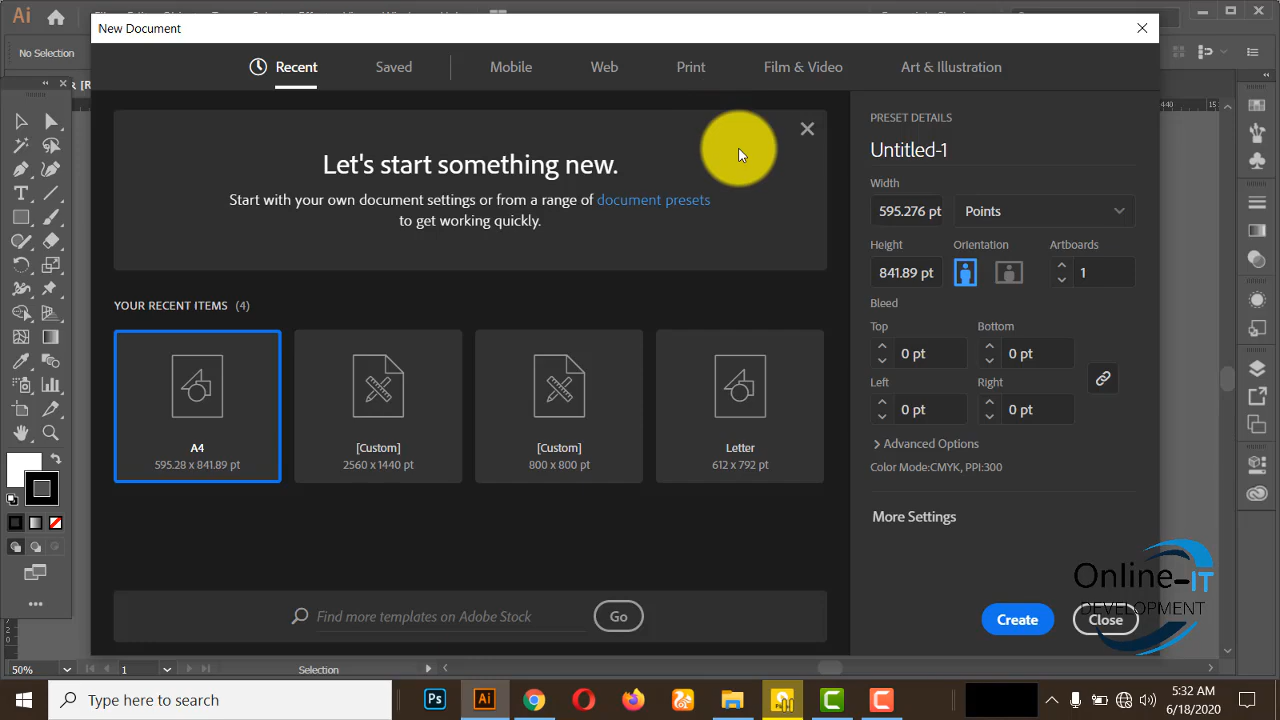 Ai
New Document
No Selection
Recent
Saved
Mobile
Web
Print
Film & Video
Art & Illustration
[R
440
15
Let's start something new.
Start with your own document settings or from a range of document presets
to get working quickly.
YOUR RECENT ITEMS (4)
A4
595.28 x 841.89 pt
[Custom]
2560 x 1440 pt
[Custom]
800 x 800 pt
Letter
612 x 792 pt
Find more templates on Adobe Stock
Go
PRESET DETAILS
Untitled-1
Width
595.276 pt
Points
Height
Orientation
Artboards
841.89 pt
1
Bleed
Top
Bottom
0 pt
0 pt
Left
Right
0 pt
0 pt
Advanced Options
Color Mode:CMYK, PPI:300
More Settings
Online-IT
DEVELOPMENT
Create
Close
50%
1
Selection
Type here to search
Ps
Ai
5:32 AM
6/18/2020